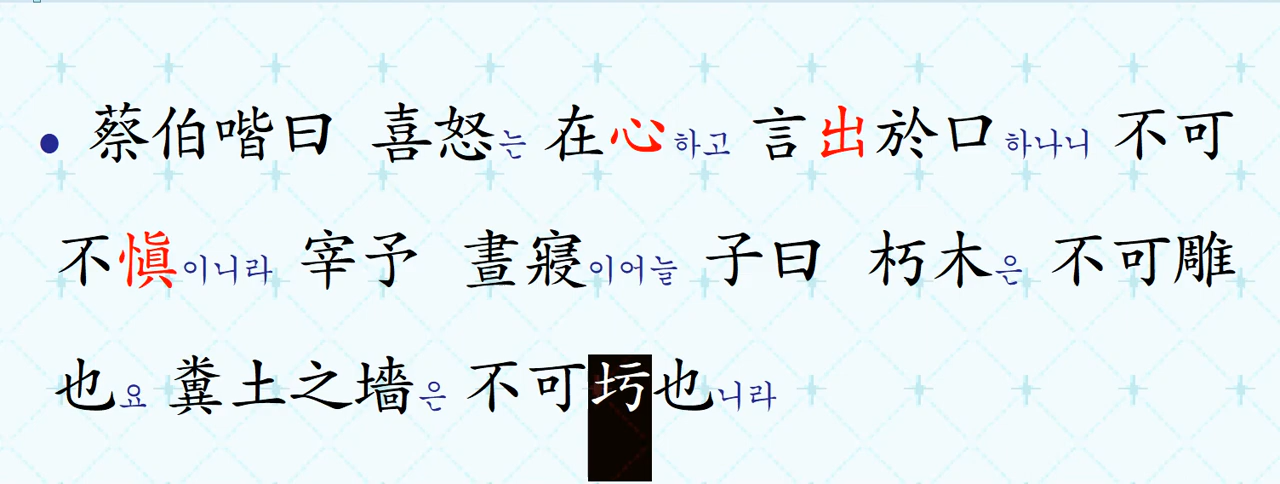 • 蔡伯喈曰 喜怒는 在心하고 言出於口하나니 不可
不愼이니라 宰予 晝寢이어늘 子曰 朽木은 不可雕
也요 糞土之墻은 不可圬也니라